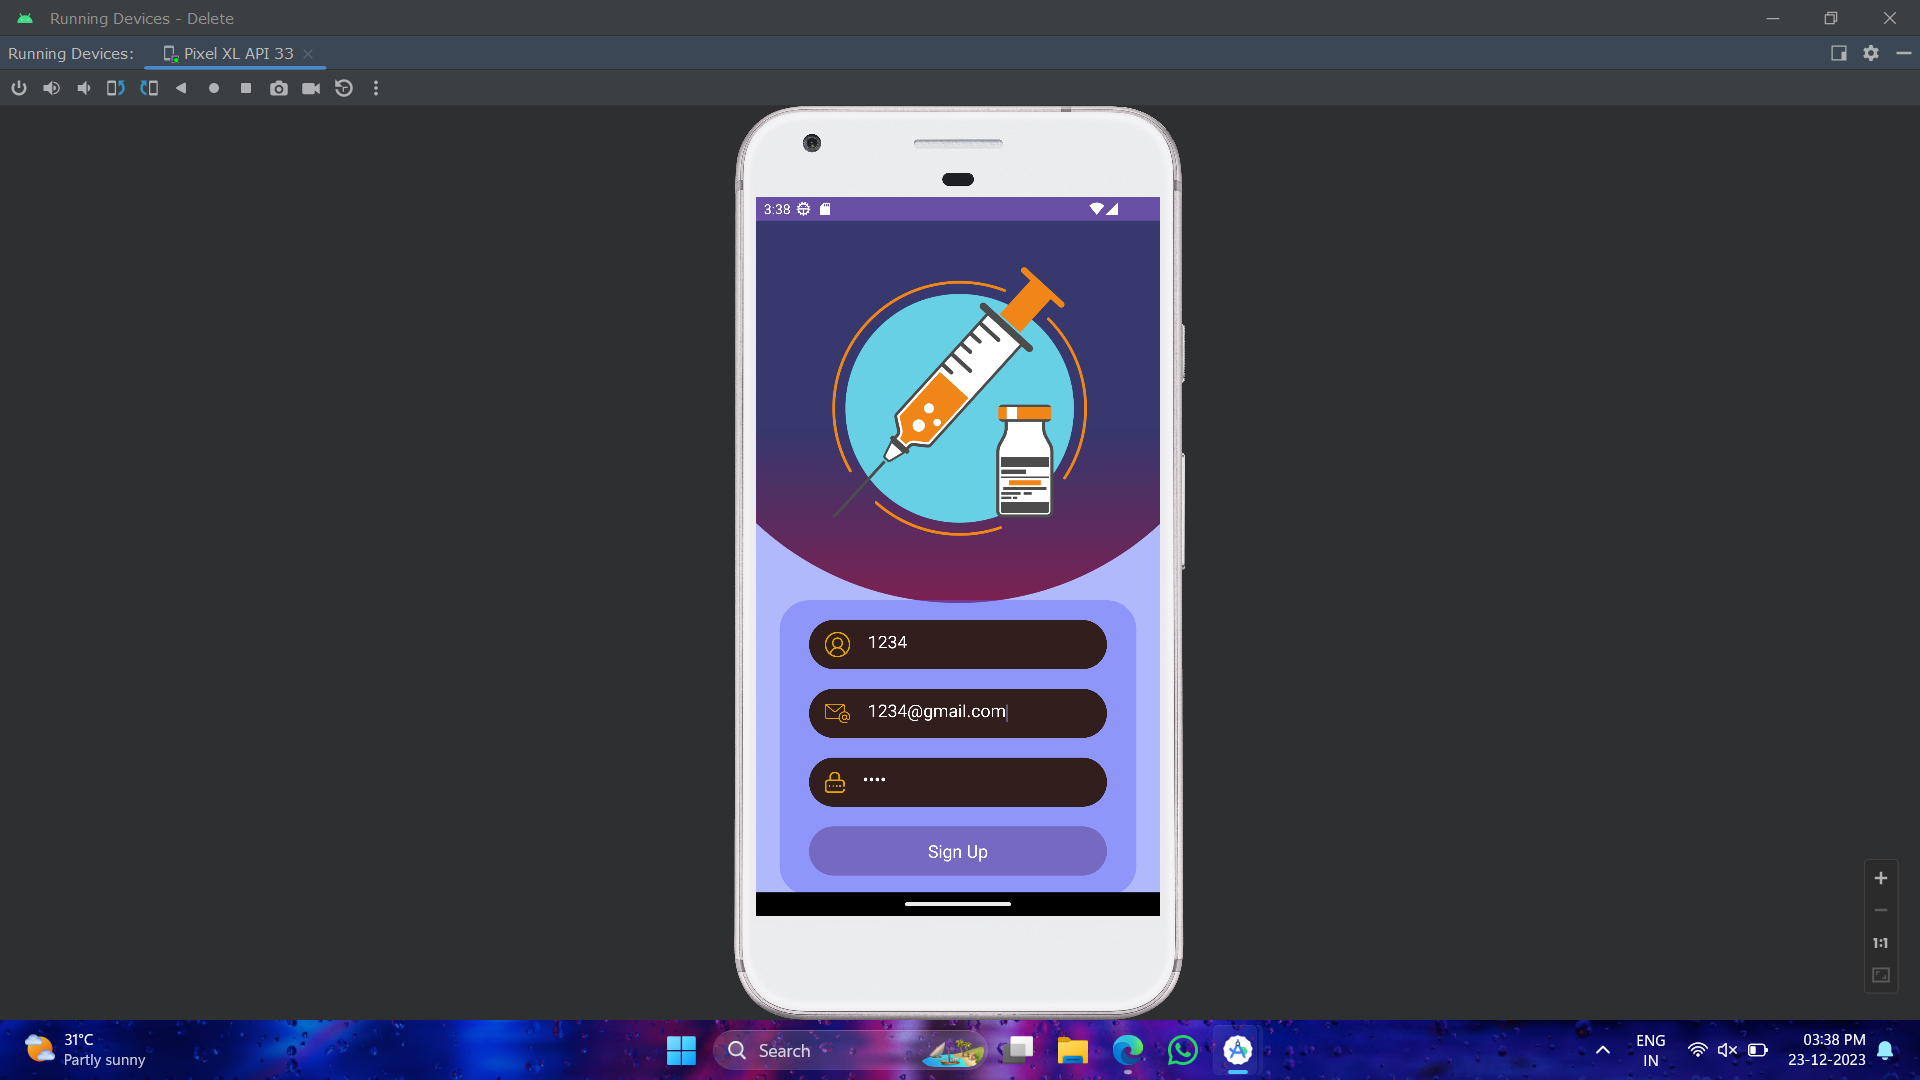 Running Devices - Delete
Running Devices:
Pixel XL API 33
3:38
1234
1234@gmail.com
••••
Sign Up
1:1
31°C
Partly sunny
Search
ENG
IN
03:38 PM
23-12-2023